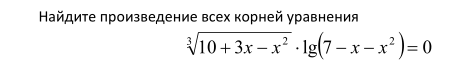 Найдите произведение всех корней уравнения
∛(10 + 3x − x²) · lg(7 − x − x²) = 0